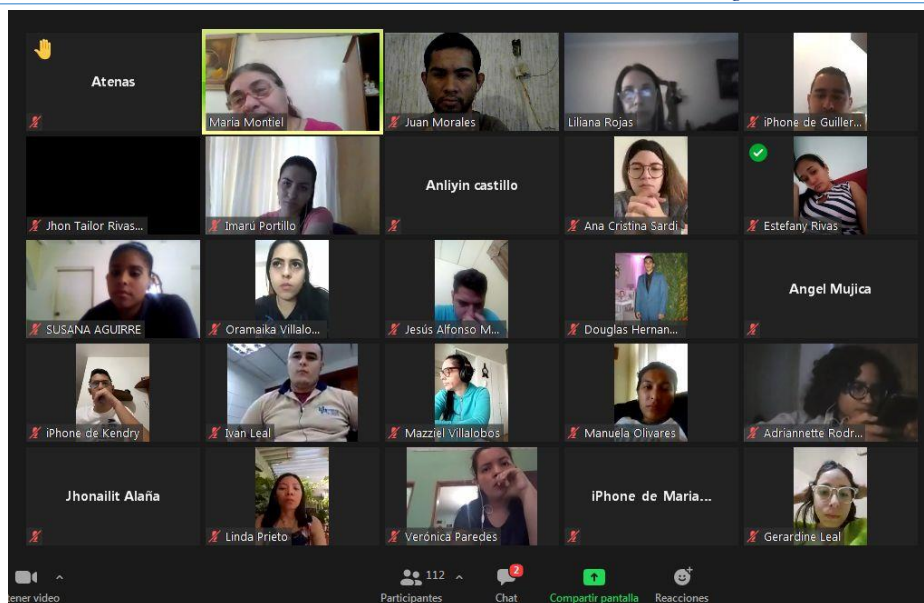 Atenas
María Montiel
Juan Morales
Liliana Rojas
iPhone de Guiller...
Jhon Tailor Rivas...
Imarú Portillo
Anliyin castillo
Ana Cristina Sardi
Estefany Rivas
SUSANA AGUIRRE
Oramaika Villalo...
Jesús Alfonso M...
Douglas Hernan...
Angel Mujica
iPhone de Kendry
Ivan Leal
Mazziel Villalobos
Manuela Olivares
Adriannette Rodr...
Jhonailit Alaña
Linda Prieto
Verónica Paredes
iPhone de Maria...
Gerardine Leal
112
2
tener video
Participantes
Chat
Compartir pantalla
Reacciones